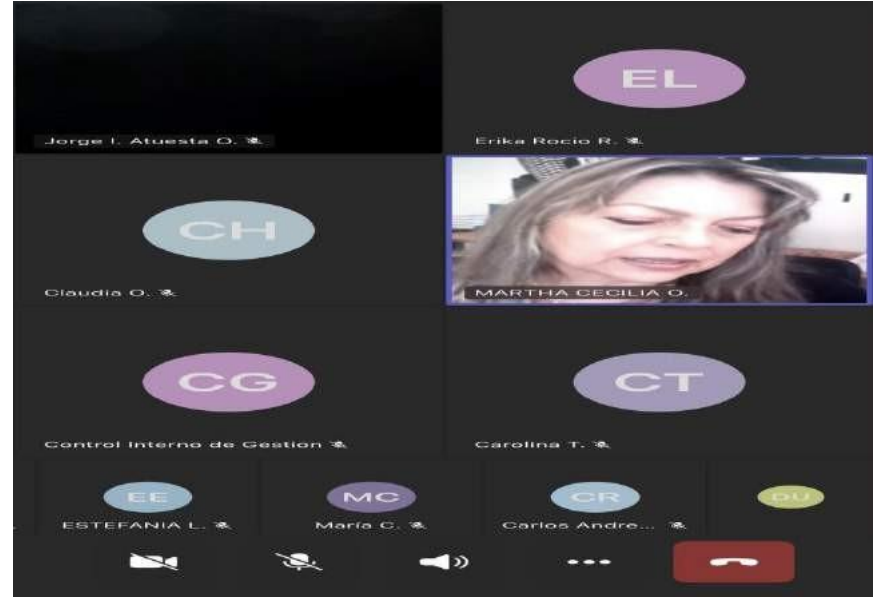 EL
Jorge I. Atuesta O.
Erika Rocio R.
CH
Claudia O.
MARTHA CECILIA O.
CG
CT
Control Interno de Gestion
Carolina T.
EE
MC
CR
DU
ESTEFANIA L.
María C.
Carlos Andre...